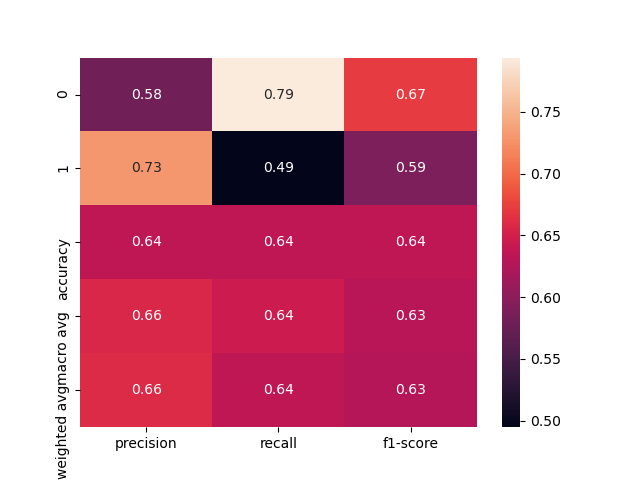 0 0.58 0.79 0.67
1 0.73 0.49 0.59
accuracy 0.64 0.64 0.64
macro avg 0.66 0.64 0.63
weighted avg 0.66 0.64 0.63
precision recall f1-score
0.75
0.70
0.65
0.60
0.55
0.50